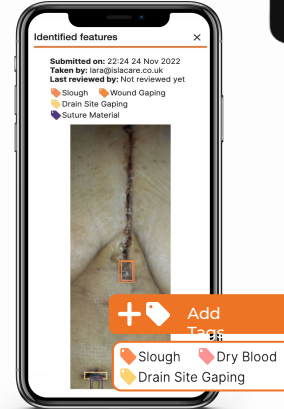 Identified features ×
Submitted on: 22:24 24 Nov 2022
Taken by: lara@islacare.co.uk
Last reviewed by: Not reviewed yet
Slough Wound Gaping
Drain Site Gaping
Suture Material
Add
Tags
Slough Dry Blood
Drain Site Gaping